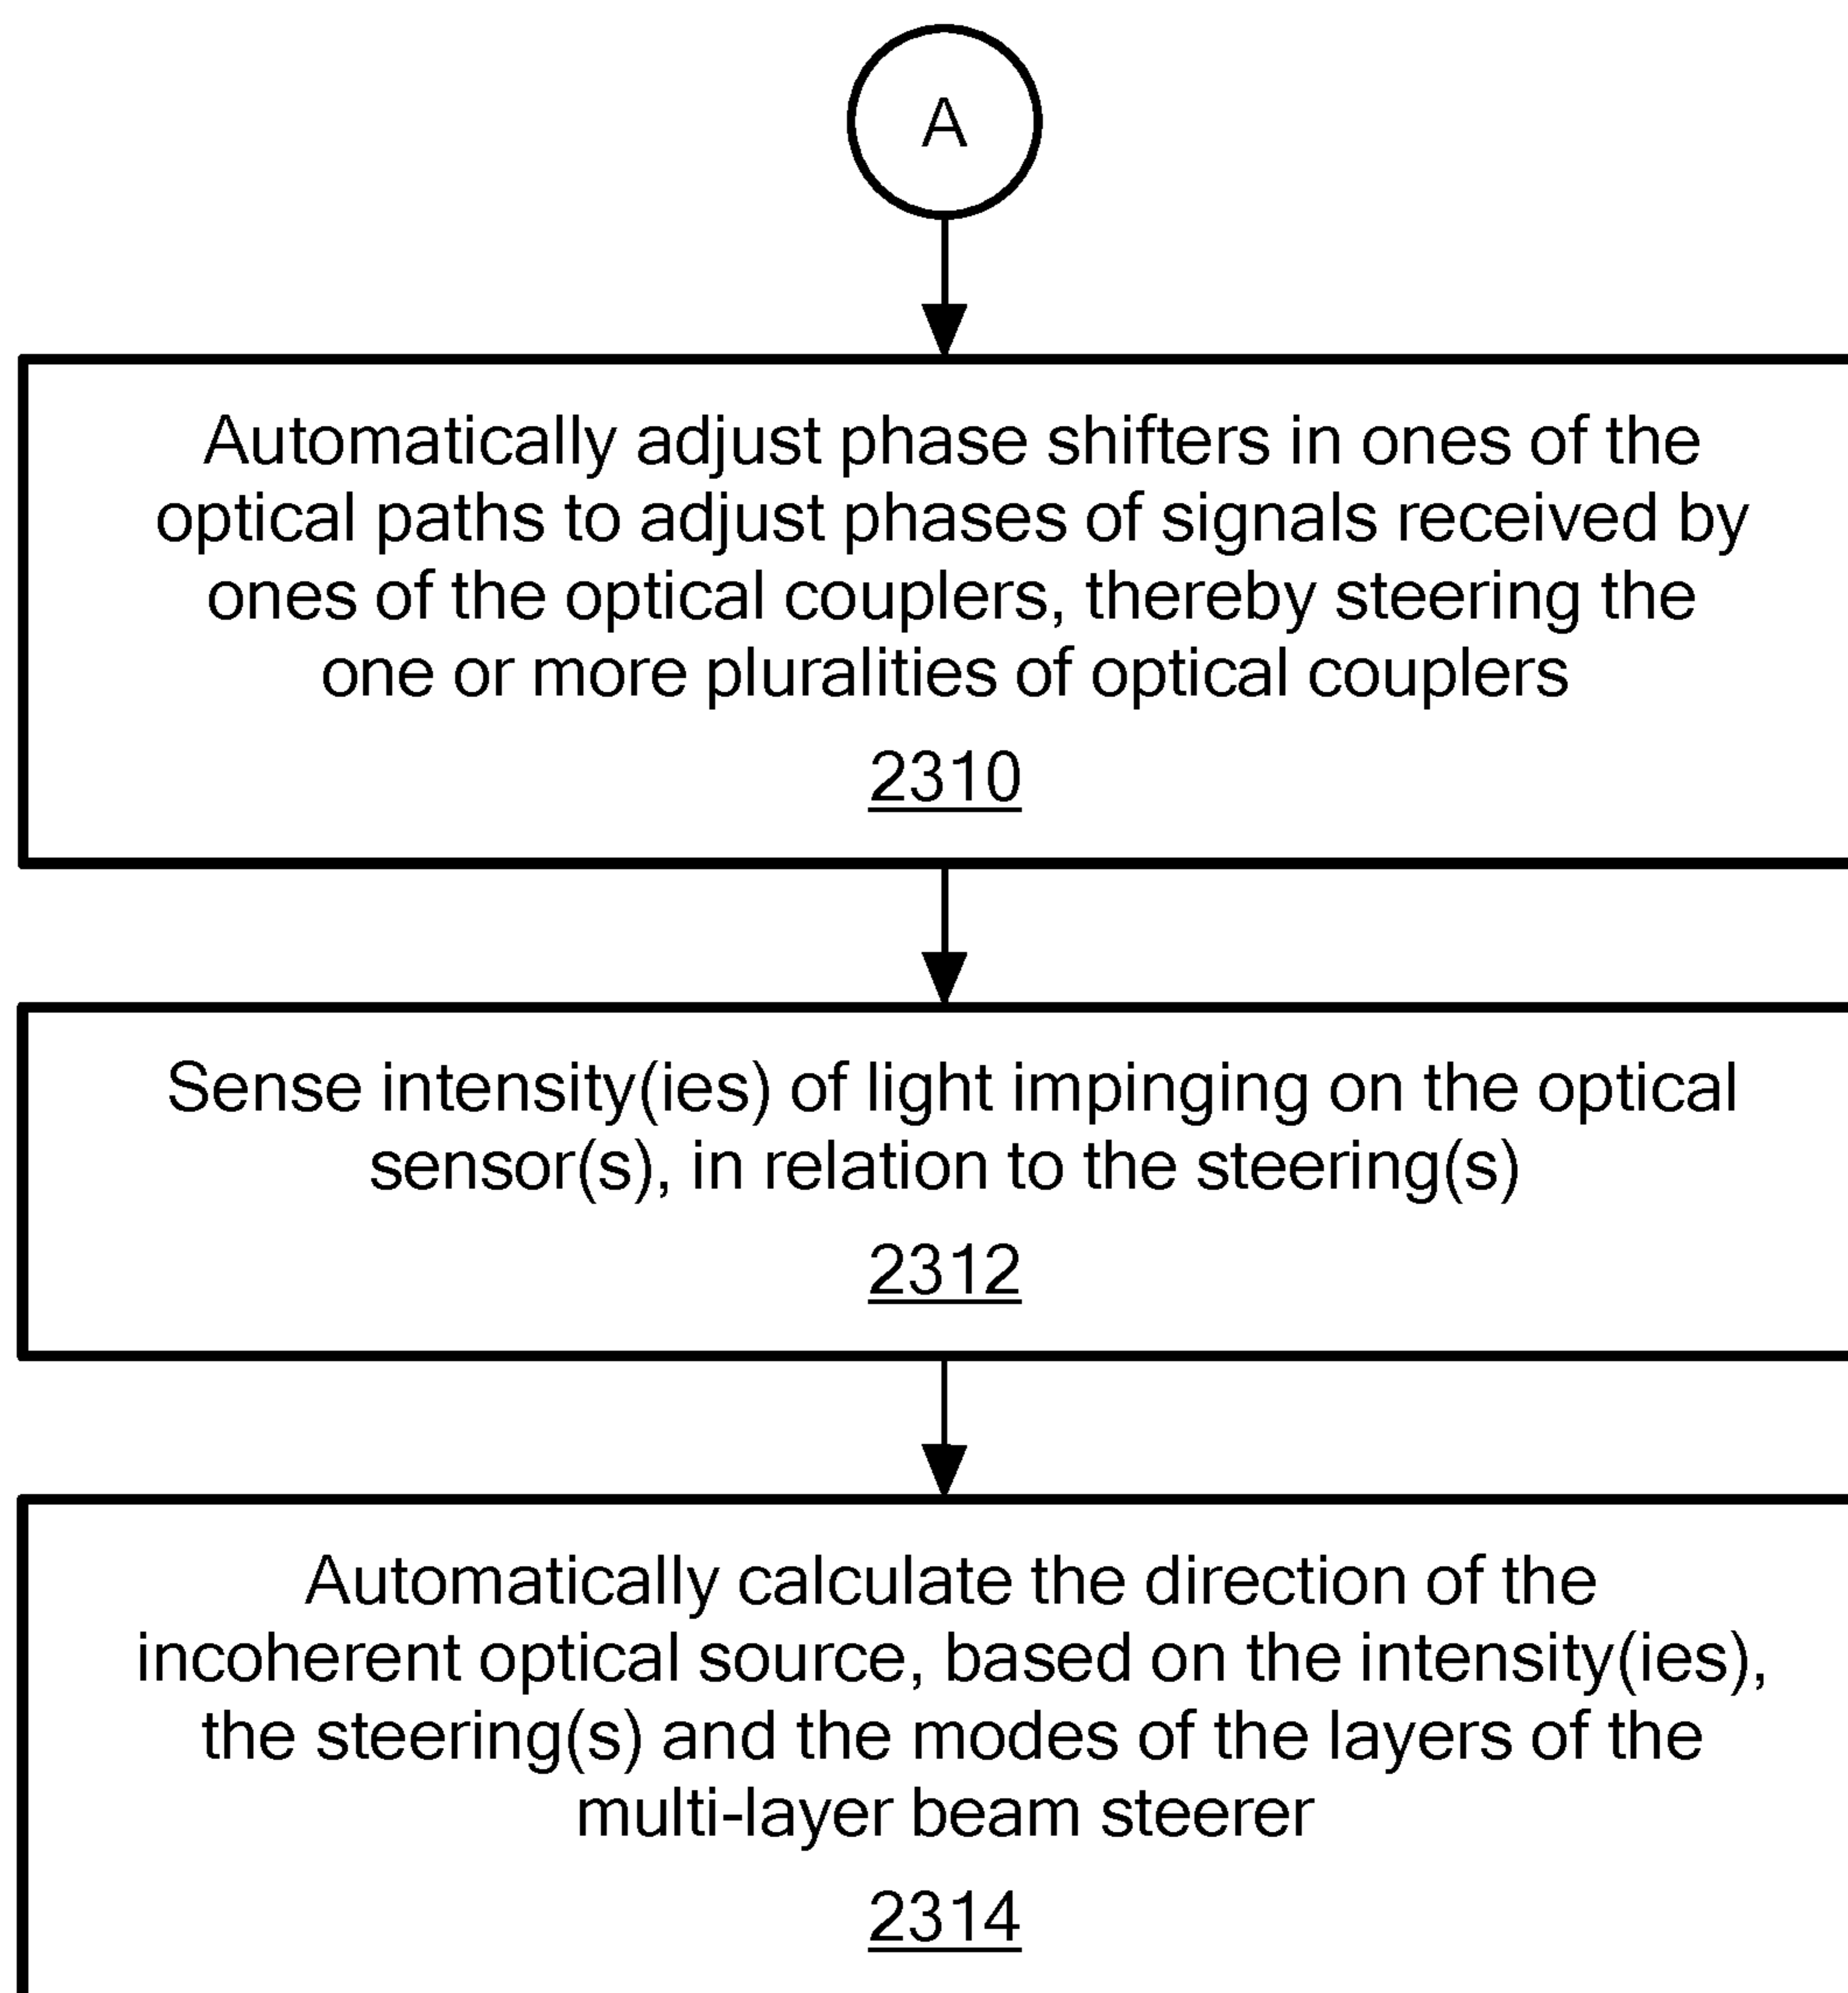 A
Automatically adjust phase shifters in ones of the
optical paths to adjust phases of signals received by
ones of the optical couplers, thereby steering the
one or more pluralities of optical couplers
2310
Sense intensity(ies) of light impinging on the optical
sensor(s), in relation to the steering(s)
2312
Automatically calculate the direction of the
incoherent optical source, based on the intensity(ies),
the steering(s) and the modes of the layers of the
multi-layer beam steerer
2314